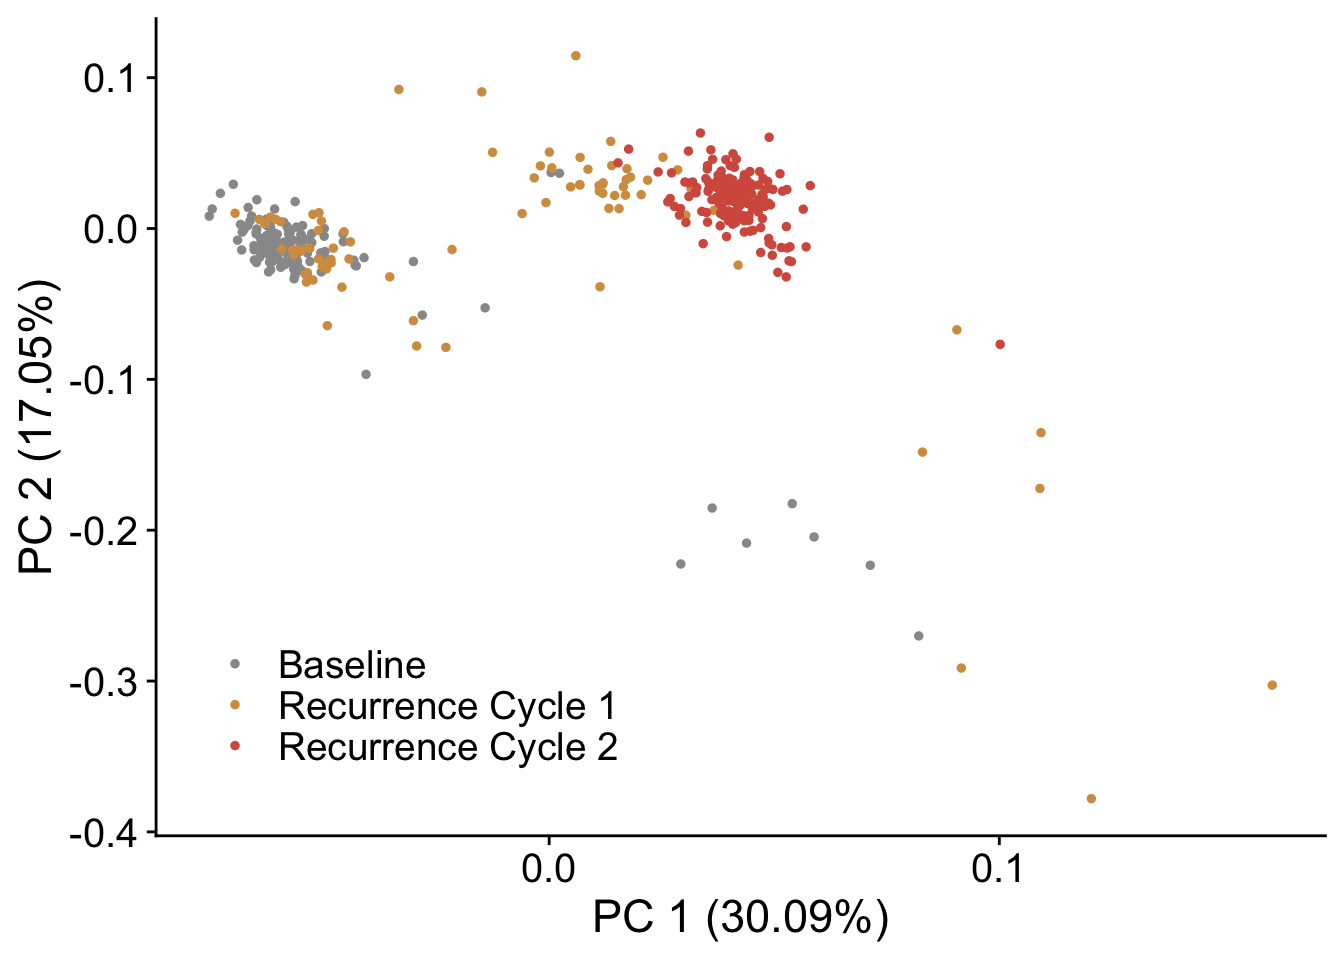 0.1
0.0
-0.1
-0.2
-0.3
-0.4
PC 2 (17.05%)
Baseline
Recurrence Cycle 1
Recurrence Cycle 2
0.0
0.1
PC 1 (30.09%)